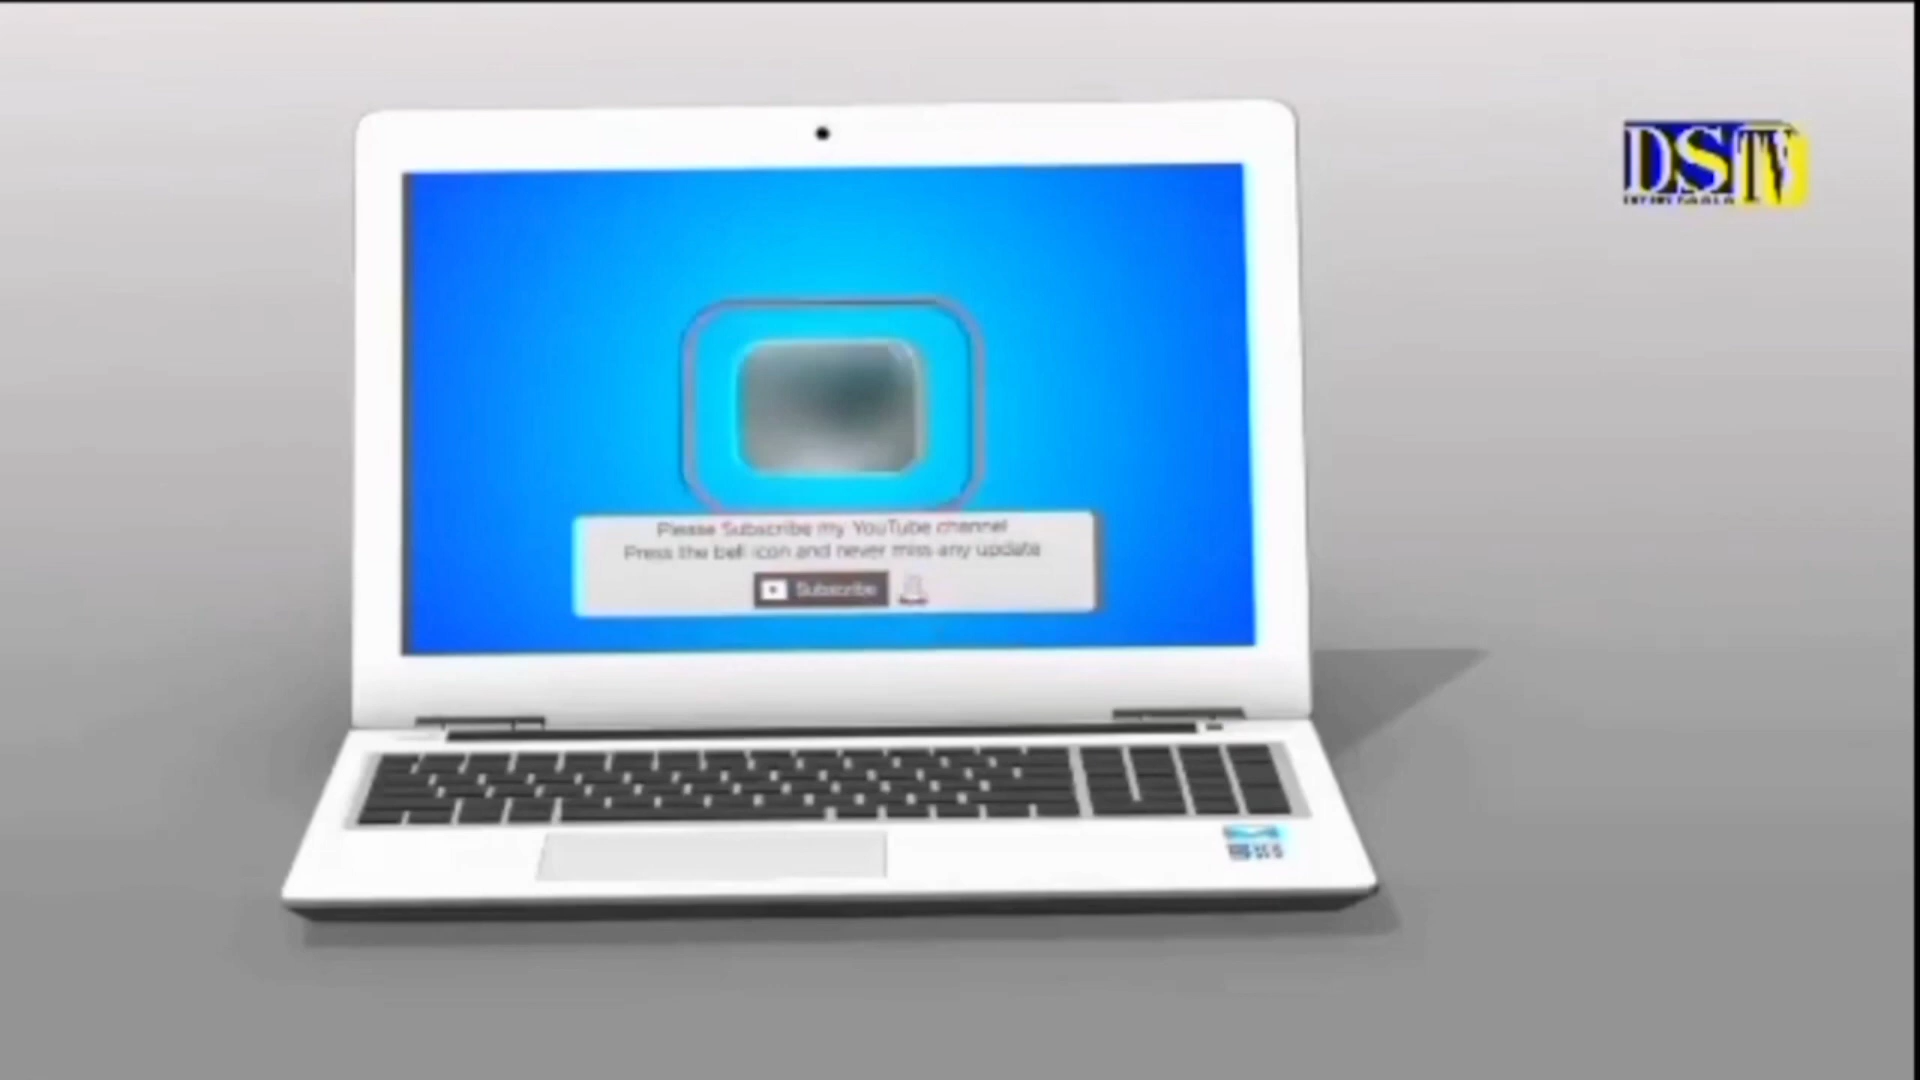 DSTV
Please Subscribe my YouTube channel
Press the bell icon and never miss any update
Subscribe